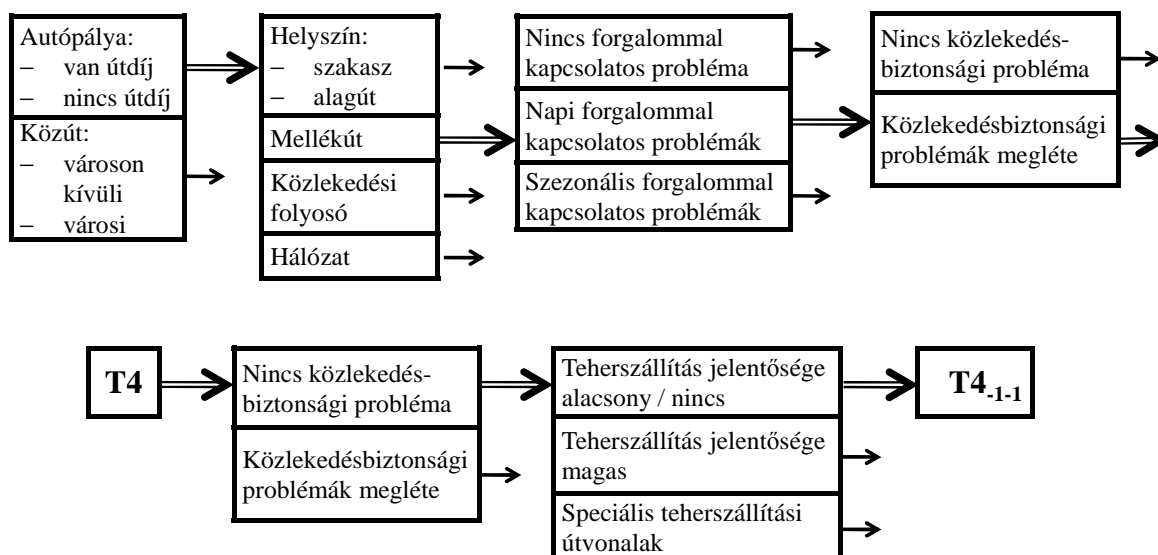 Autópálya:
– van útdíj
– nincs útdíj
Közút:
– városon
kívüli
– városi
Helyszín:
– szakasz
– alagút
Mellékút
Közlekedési
folyosó
Hálózat
Nincs forgalommal
kapcsolatos probléma
Napi forgalommal
kapcsolatos problémák
Szezonális forgalommal
kapcsolatos problémák
Nincs közlekedés-
biztonsági probléma
Közlekedésbiztonsági
problémák megléte
T4
Nincs közlekedés-
biztonsági probléma
Közlekedésbiztonsági
problémák megléte
Teherszállítás jelentősége
alacsony / nincs
Teherszállítás jelentősége
magas
Speciális teherszállítási
útvonalak
T4-1-1